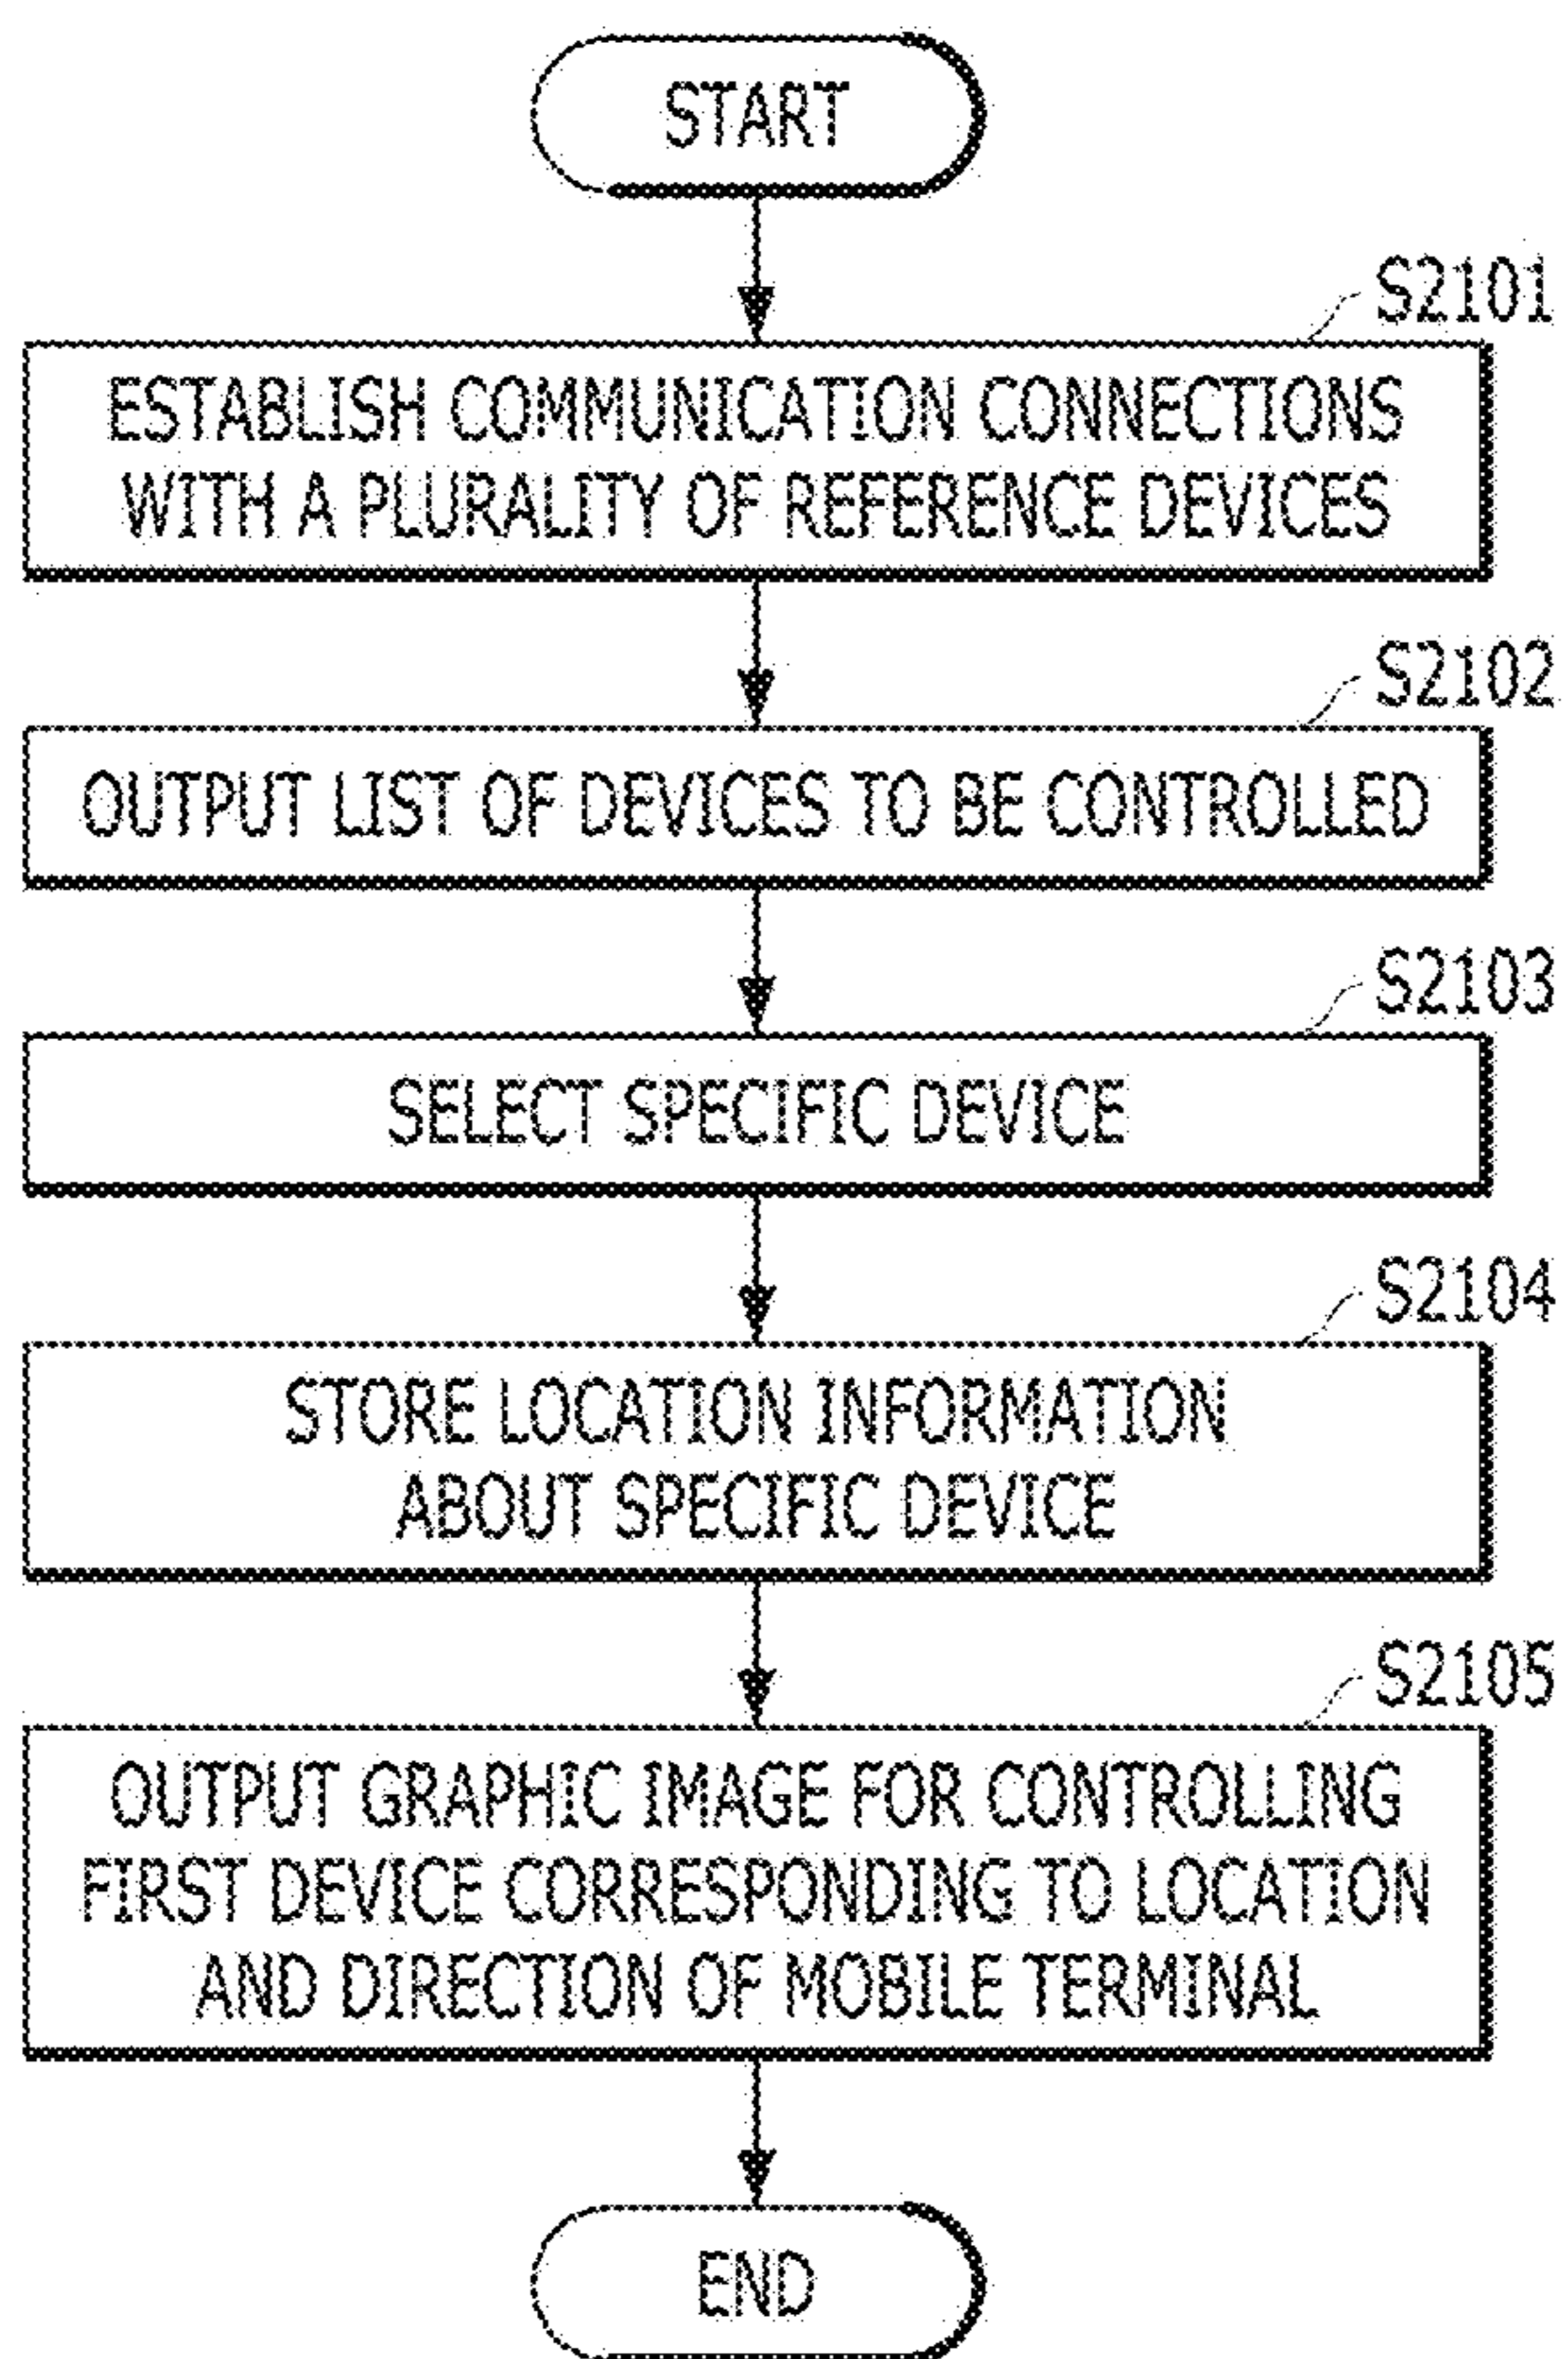 START
S2101
ESTABLISH COMMUNICATION CONNECTIONS
WITH A PLURALITY OF REFERENCE DEVICES
S2102
OUTPUT LIST OF DEVICES TO BE CONTROLLED
S2103
SELECT SPECIFIC DEVICE
S2104
STORE LOCATION INFORMATION
ABOUT SPECIFIC DEVICE
S2105
OUTPUT GRAPHIC IMAGE FOR CONTROLLING
FIRST DEVICE CORRESPONDING TO LOCATION
AND DIRECTION OF MOBILE TERMINAL
END